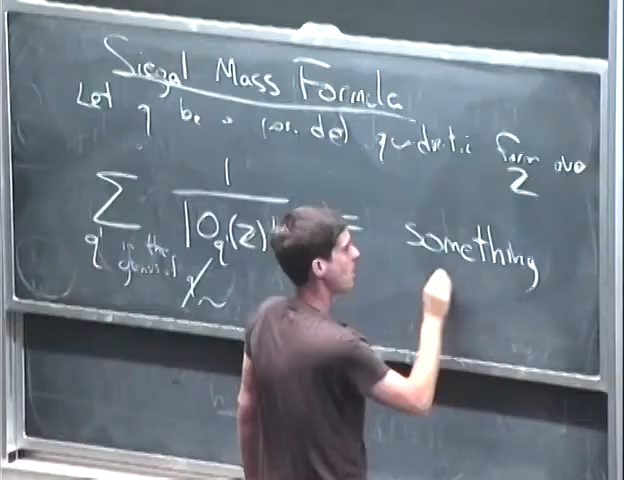 Siegel Mass Formula
Let q be a pos. def quadratic form over Z
∑ 1 / |O_q'(Z)| = something
q' in the genus of q / ~